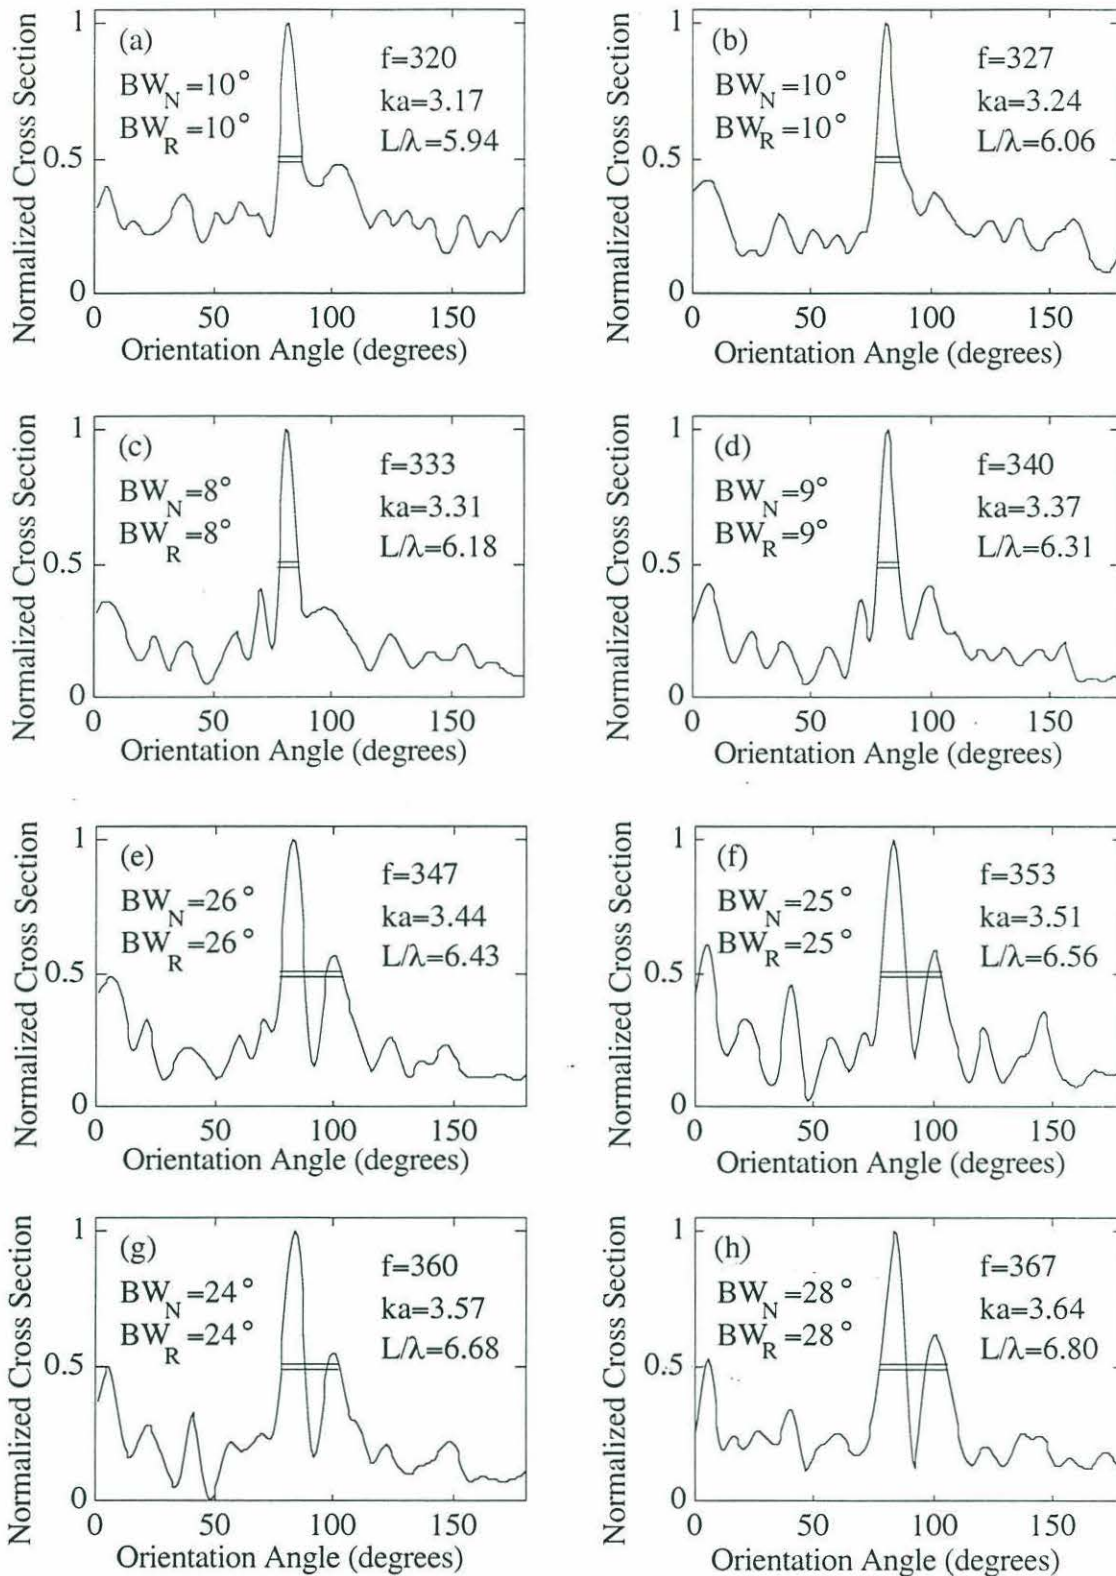 Normalized Cross Section
1
0.5
0
(a)
BW_N=10°
BW_R=10°
f=320
ka=3.17
L/λ=5.94
0 50 100 150
Orientation Angle (degrees)
Normalized Cross Section
1
0.5
0
(b)
BW_N=10°
BW_R=10°
f=327
ka=3.24
L/λ=6.06
0 50 100 150
Orientation Angle (degrees)
Normalized Cross Section
1
0.5
0
(c)
BW_N=8°
BW_R=8°
f=333
ka=3.31
L/λ=6.18
0 50 100 150
Orientation Angle (degrees)
Normalized Cross Section
1
0.5
0
(d)
BW_N=9°
BW_R=9°
f=340
ka=3.37
L/λ=6.31
0 50 100 150
Orientation Angle (degrees)
Normalized Cross Section
1
0.5
0
(e)
BW_N=26°
BW_R=26°
f=347
ka=3.44
L/λ=6.43
0 50 100 150
Orientation Angle (degrees)
Normalized Cross Section
1
0.5
0
(f)
BW_N=25°
BW_R=25°
f=353
ka=3.51
L/λ=6.56
0 50 100 150
Orientation Angle (degrees)
Normalized Cross Section
1
0.5
0
(g)
BW_N=24°
BW_R=24°
f=360
ka=3.57
L/λ=6.68
0 50 100 150
Orientation Angle (degrees)
Normalized Cross Section
1
0.5
0
(h)
BW_N=28°
BW_R=28°
f=367
ka=3.64
L/λ=6.80
0 50 100 150
Orientation Angle (degrees)